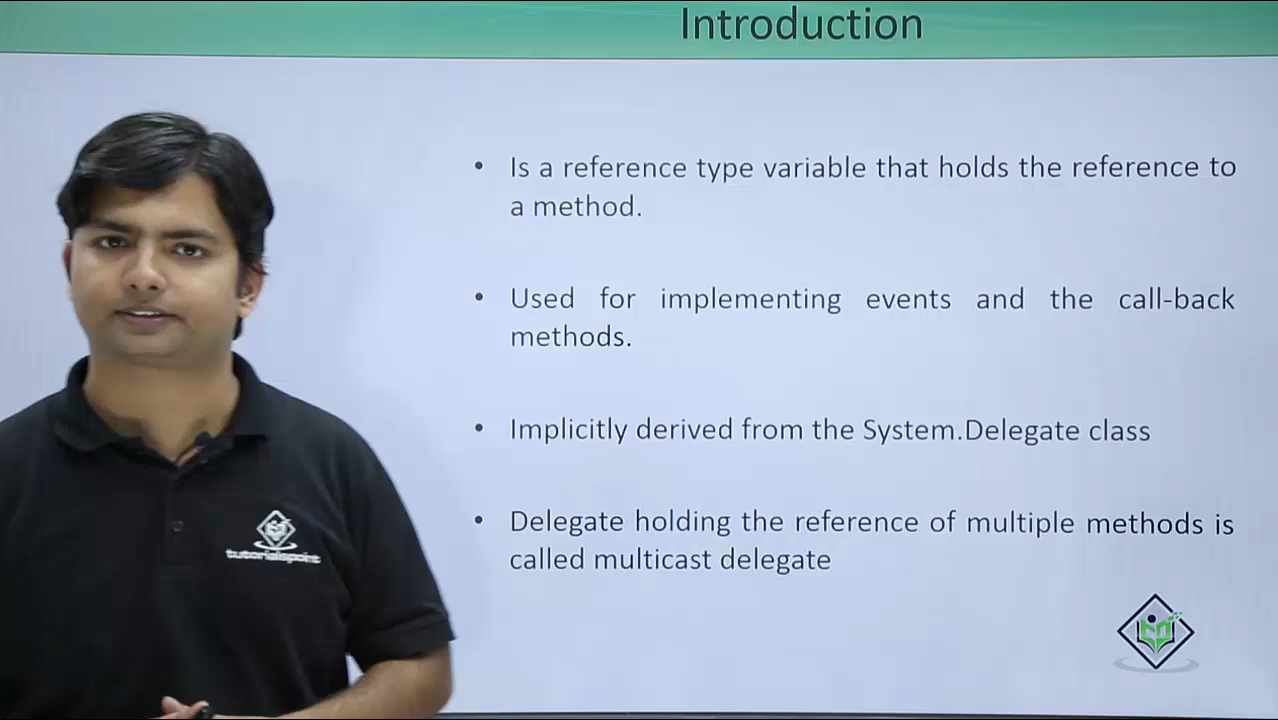 Introduction
• Is a reference type variable that holds the reference to
a method.
• Used for implementing events and the call-back
methods.
• Implicitly derived from the System.Delegate class
• Delegate holding the reference of multiple methods is
called multicast delegate
tutorialspoint